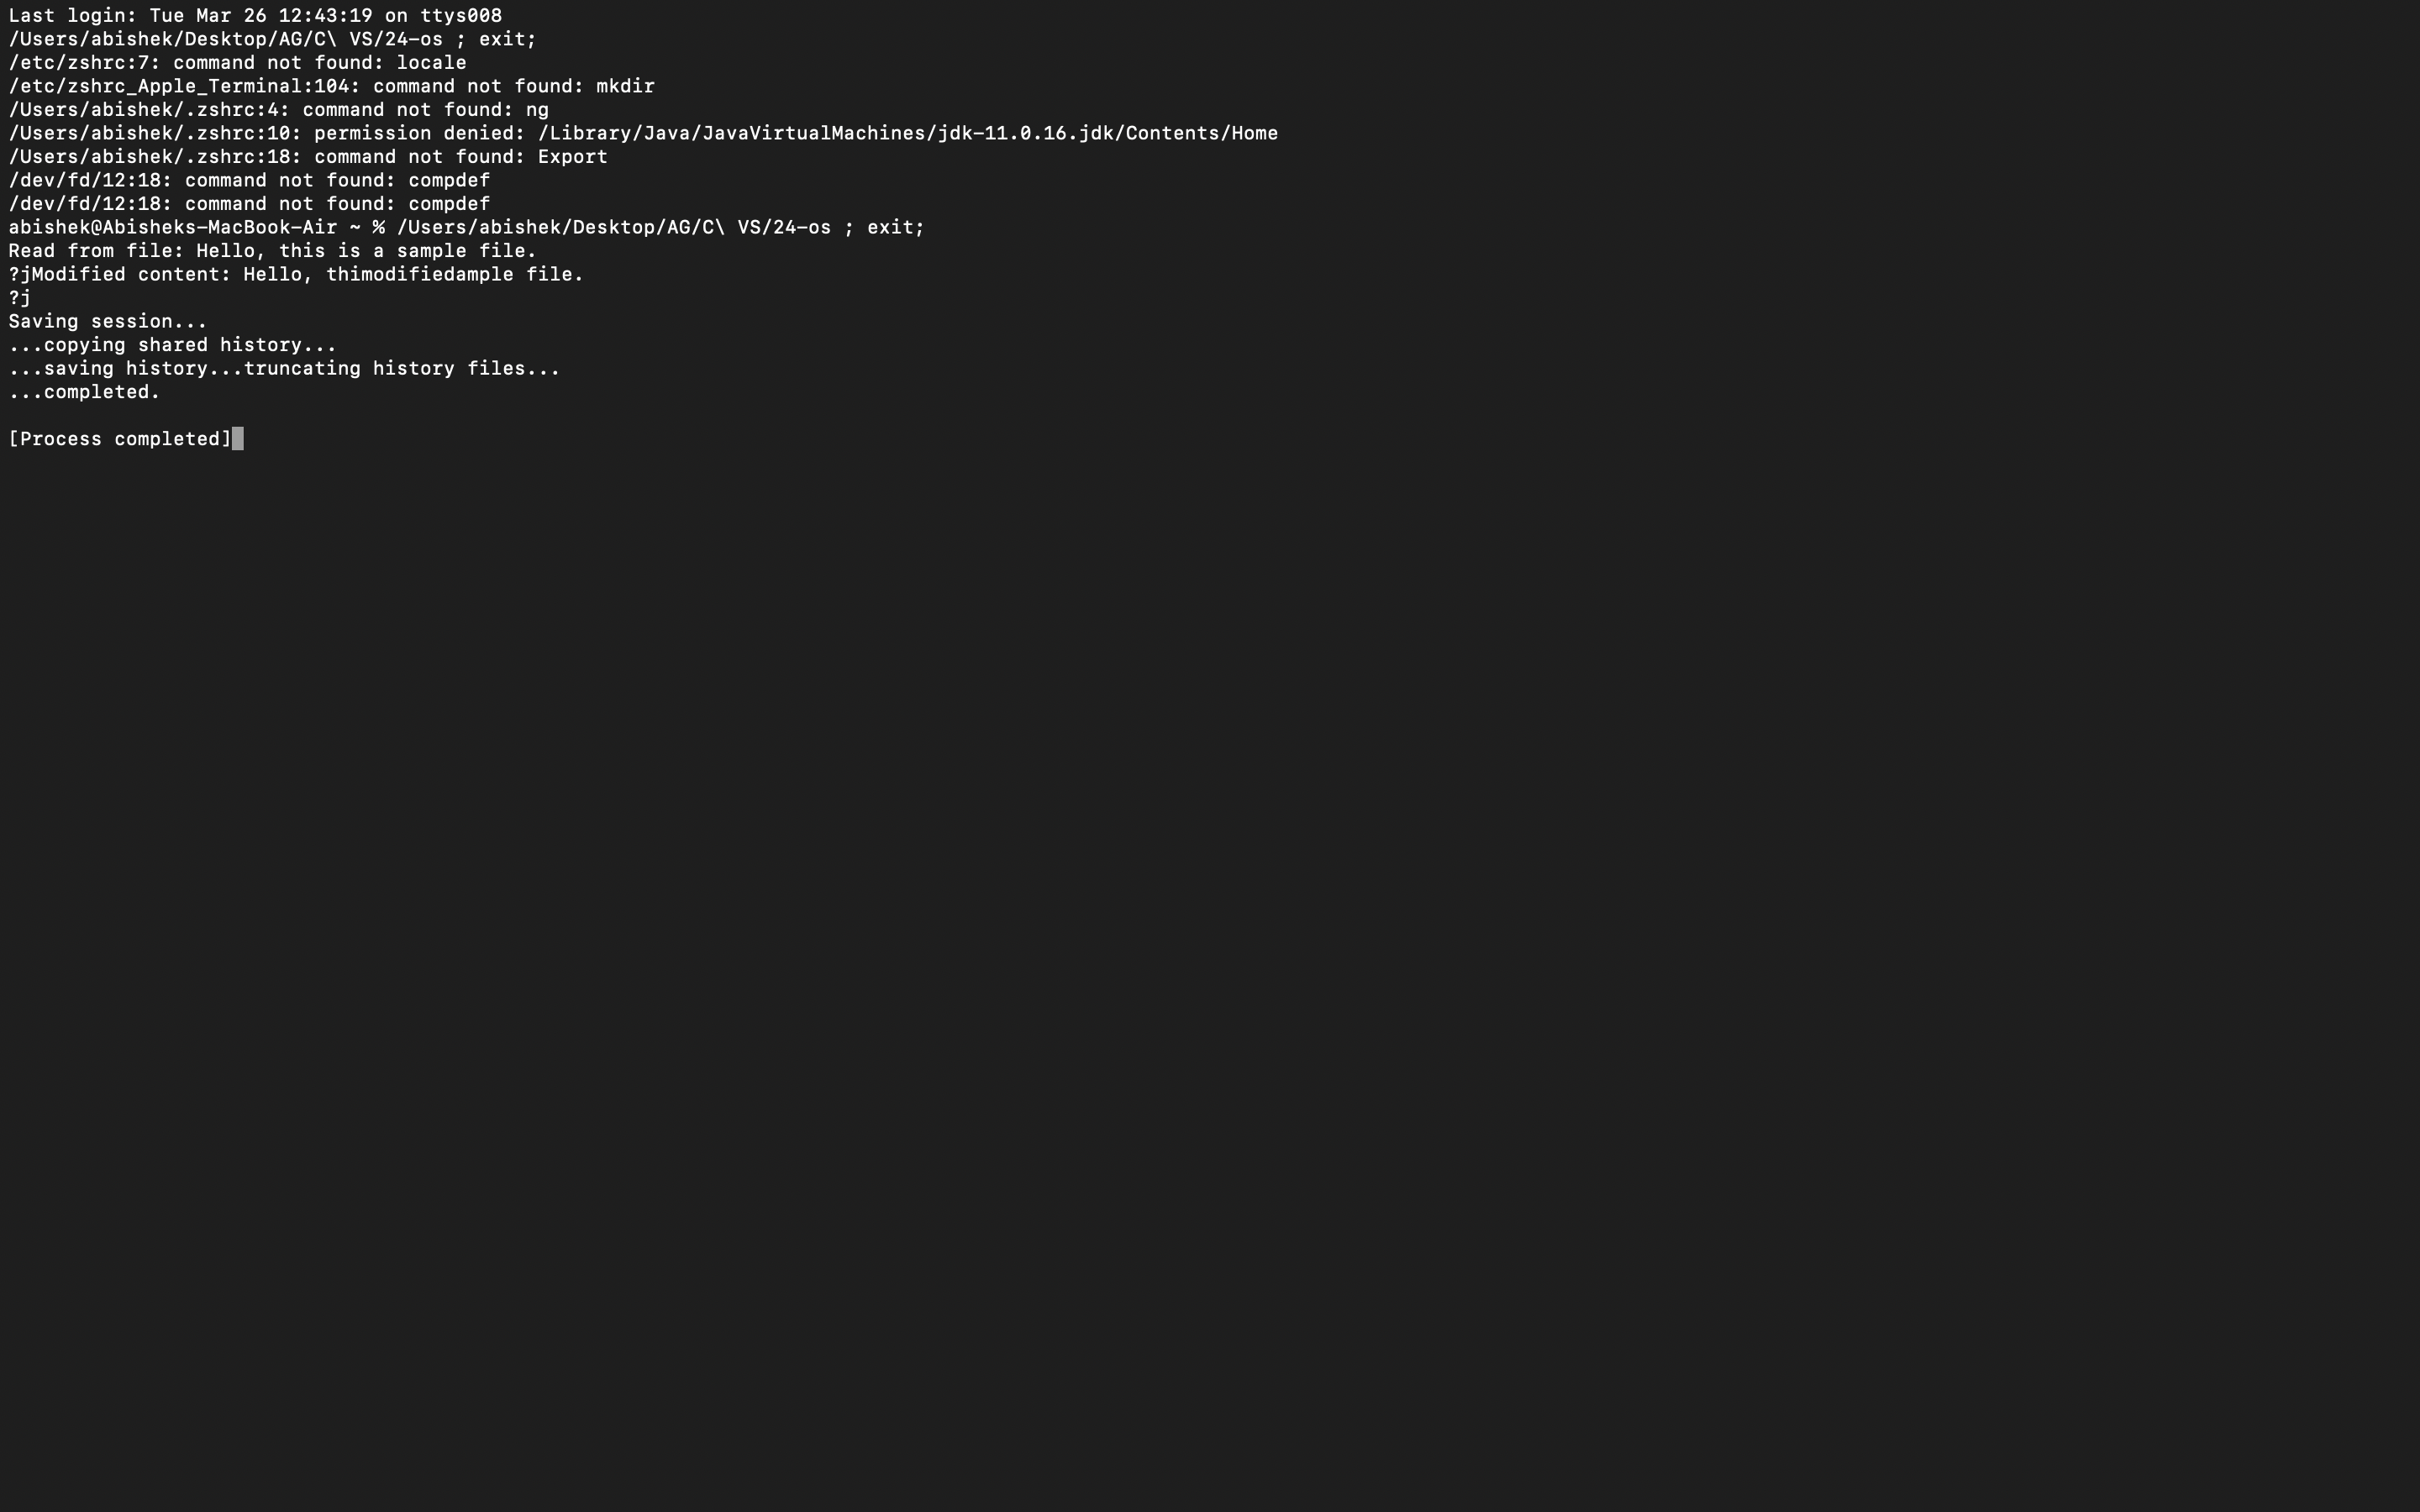 Last login: Tue Mar 26 12:43:19 on ttys008
/Users/abishek/Desktop/AG/C\ VS/24-os ; exit;
/etc/zshrc:7: command not found: locale
/etc/zshrc_Apple_Terminal:104: command not found: mkdir
/Users/abishek/.zshrc:4: command not found: ng
/Users/abishek/.zshrc:10: permission denied: /Library/Java/JavaVirtualMachines/jdk-11.0.16.jdk/Contents/Home
/Users/abishek/.zshrc:18: command not found: Export
/dev/fd/12:18: command not found: compdef
/dev/fd/12:18: command not found: compdef
abishek@Abisheks-MacBook-Air ~ % /Users/abishek/Desktop/AG/C\ VS/24-os ; exit;
Read from file: Hello, this is a sample file.
?jModified content: Hello, thimodifiedample file.
?j
Saving session...
...copying shared history...
...saving history...truncating history files...
...completed.
[Process completed]